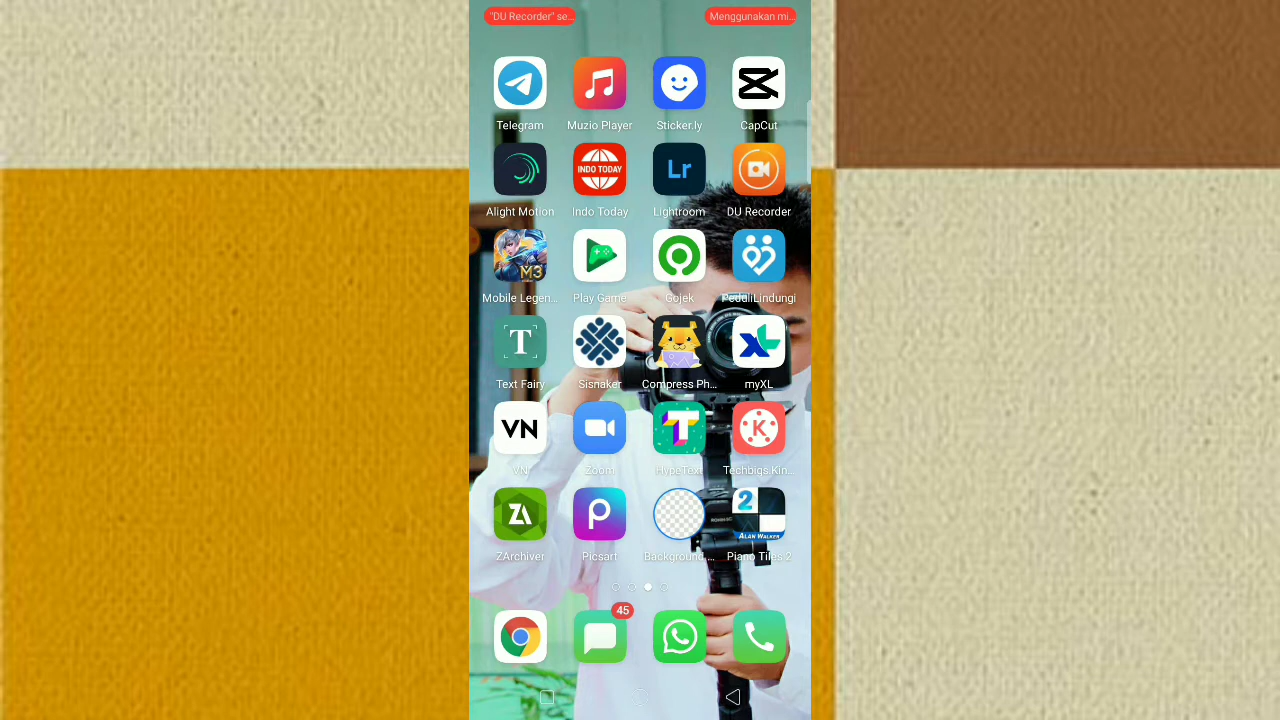 "DU Recorder" se... Menggunakan mi...
Telegram Muzio Player Sticker.ly CapCut
INDO TODAY Lr
Alight Motion Indo Today Lightroom DU Recorder
M3
Mobile Legen... Play Game Gojek PeduliLindungi
T X
Text Fairy Sisnaker Compress Ph... myXL
VN T K
VN Zoom HypeText Techbigs.Kin...
ZA P 2
ALAN WALKER
ZArchiver Picsart Background ... Piano Tiles 2
45